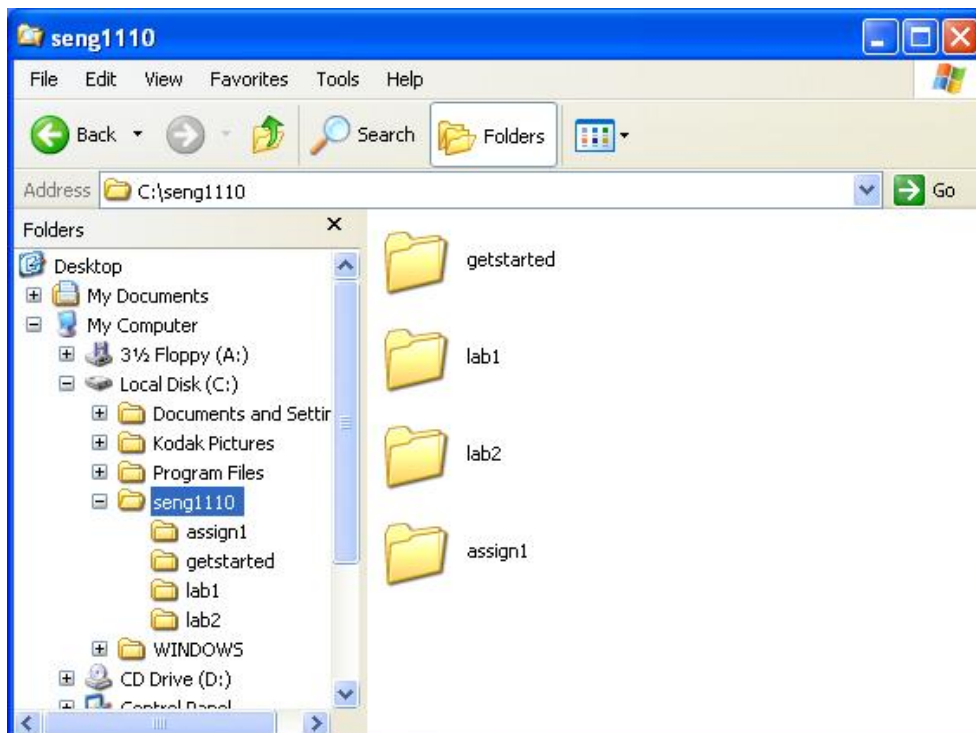 seng1110
File Edit View Favorites Tools Help
Back Search Folders
Address C:\seng1110 Go
Folders
Desktop
My Documents
My Computer
3½ Floppy (A:)
Local Disk (C:)
Documents and Settir
Kodak Pictures
Program Files
seng1110
assign1
getstarted
lab1
lab2
WINDOWS
CD Drive (D:)
Control Panel
getstarted
lab1
lab2
assign1